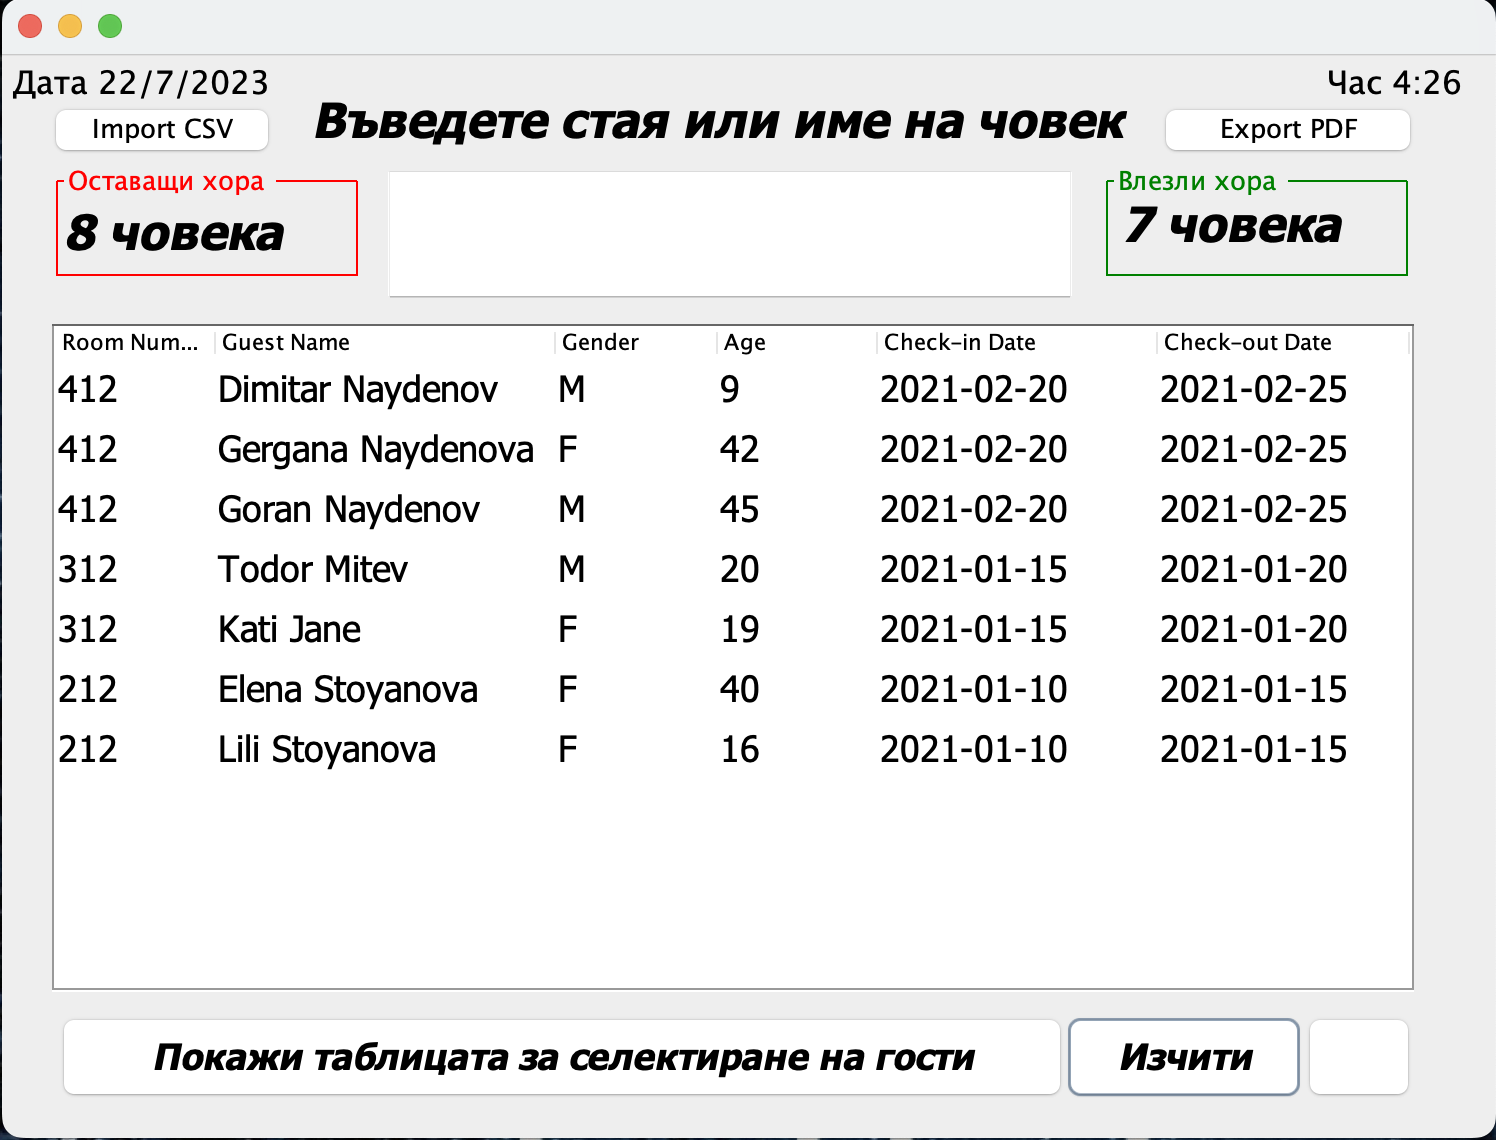 Дата 22/7/2023
Час 4:26
Import CSV
Въведете стая или име на човек
Export PDF
Оставащи хора
8 човека
Влезли хора
7 човека
Room Num... Guest Name Gender Age Check-in Date Check-out Date
412 Dimitar Naydenov M 9 2021-02-20 2021-02-25
412 Gergana Naydenova F 42 2021-02-20 2021-02-25
412 Goran Naydenov M 45 2021-02-20 2021-02-25
312 Todor Mitev M 20 2021-01-15 2021-01-20
312 Kati Jane F 19 2021-01-15 2021-01-20
212 Elena Stoyanova F 40 2021-01-10 2021-01-15
212 Lili Stoyanova F 16 2021-01-10 2021-01-15
Покажи таблицата за селектиране на гости
Изчити